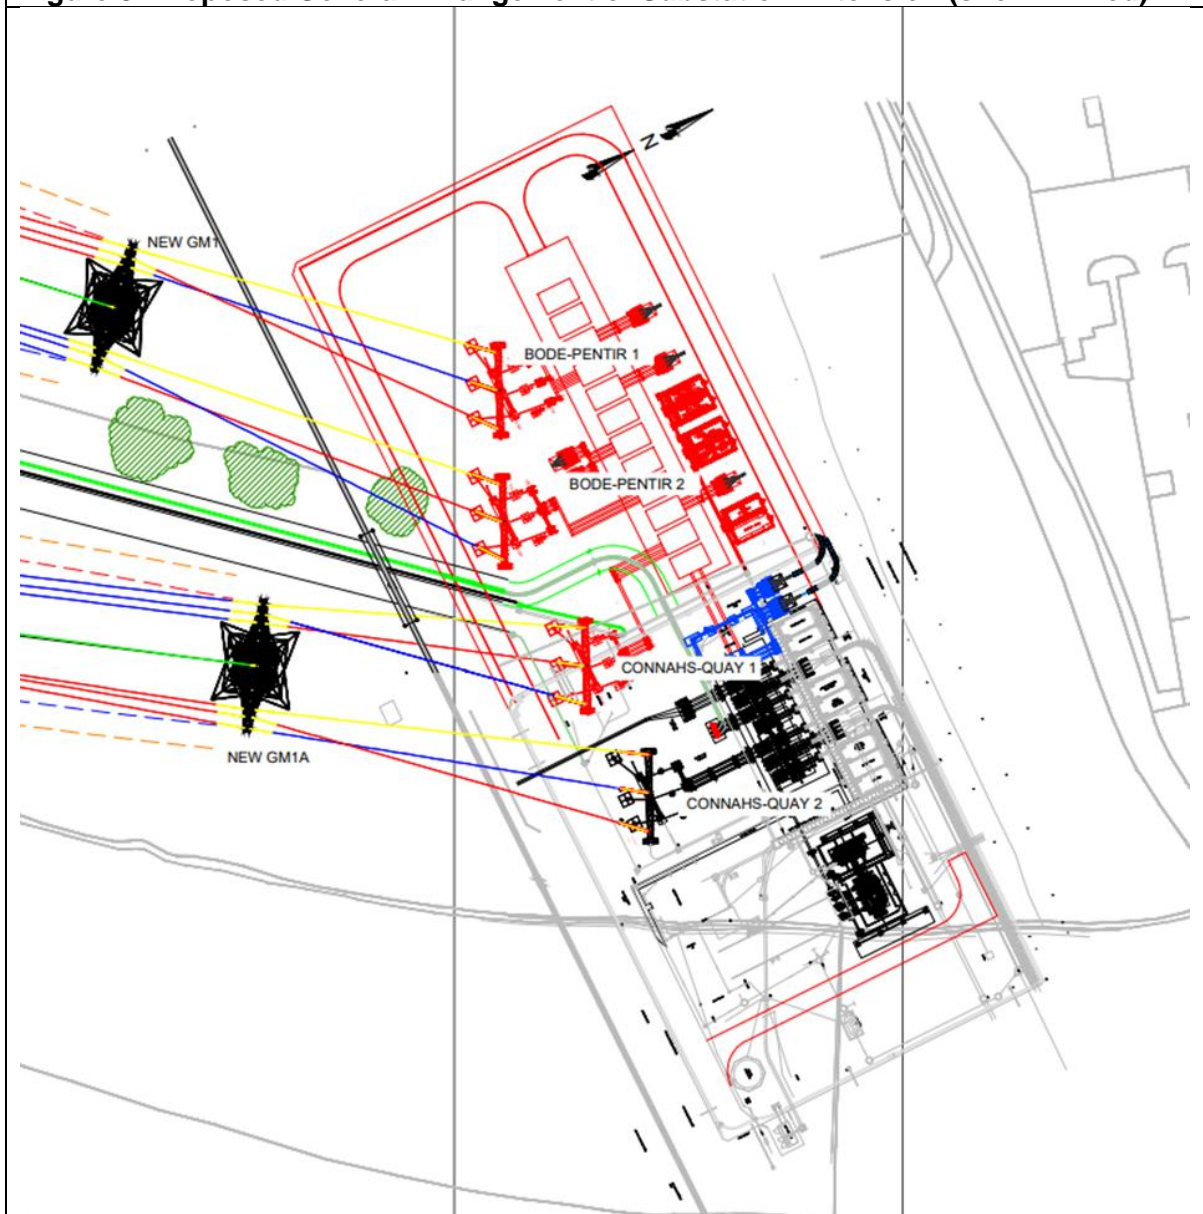 N
NEW GM1
BODE-PENTIR 1
BODE-PENTIR 2
CONNAHS-QUAY 1
NEW GM1A
CONNAHS-QUAY 2